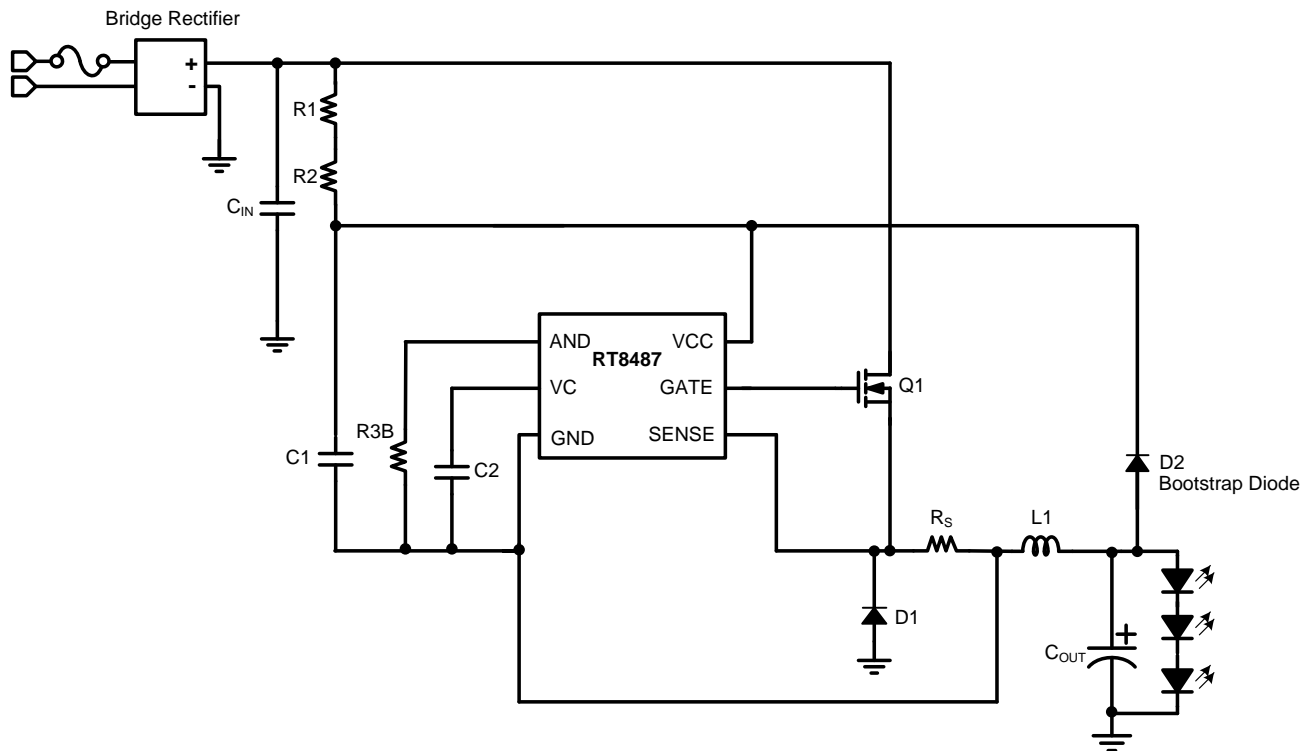 Bridge Rectifier
+
-
R1
R2
CIN
AND
VCC
RT8487
VC
GATE
Q1
GND
SENSE
R3B
C1
C2
D2
Bootstrap Diode
RS
L1
D1
COUT
+